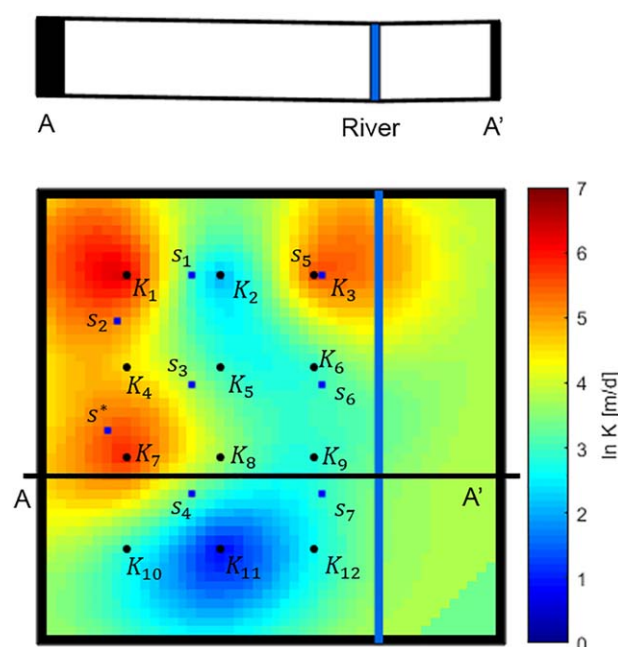 A River A'
7
s₁ s₅
K₁ K₂ K₃
6
s₂
5
K₆
s₃
K₄ K₅ s₆
4
s*
K₇ K₈ K₉
3
A A'
s₄ s₇
2
K₁₀ K₁₁ K₁₂
1
0
ln K [m/d]